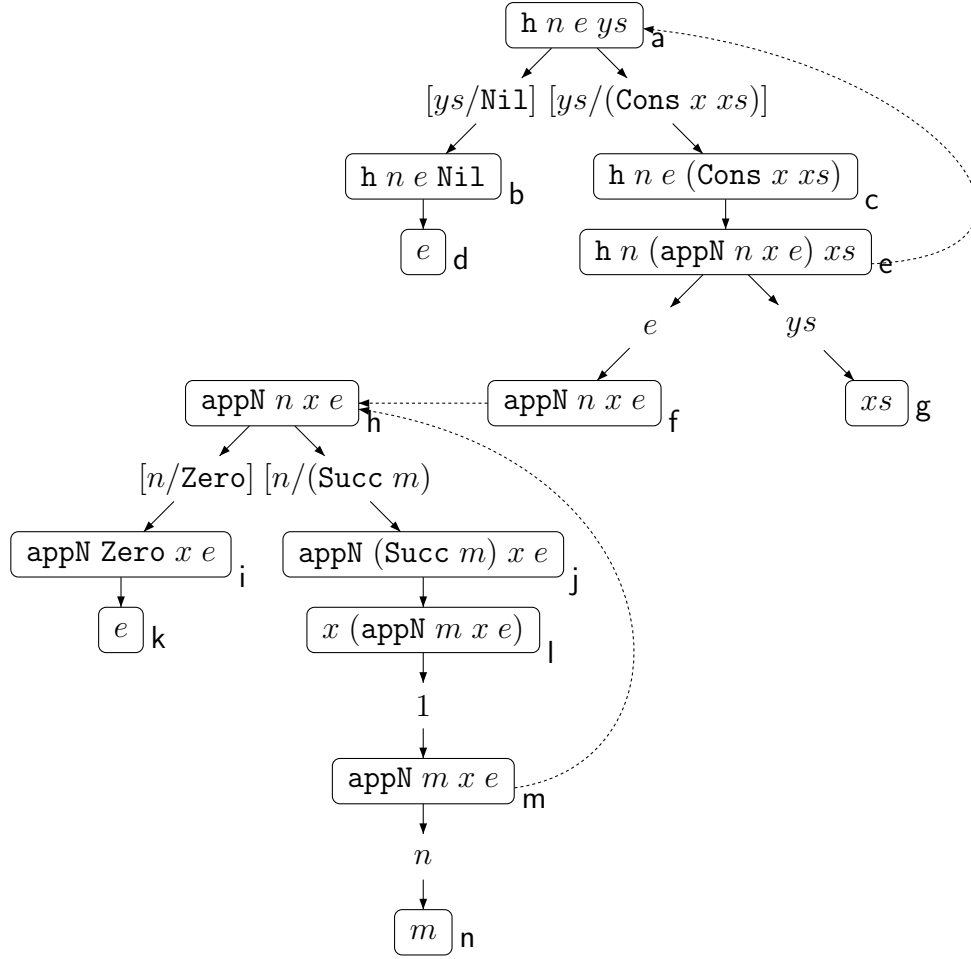 h n e ys a
[ys/Nil] [ys/(Cons x xs)]
h n e Nil b
h n e (Cons x xs) c
e d
h n (appN n x e) xs e
e
ys
appN n x e h
appN n x e f
xs g
[n/Zero] [n/(Succ m)
appN Zero x e i
appN (Succ m) x e j
e k
x (appN m x e) l
1
appN m x e m
n
m n